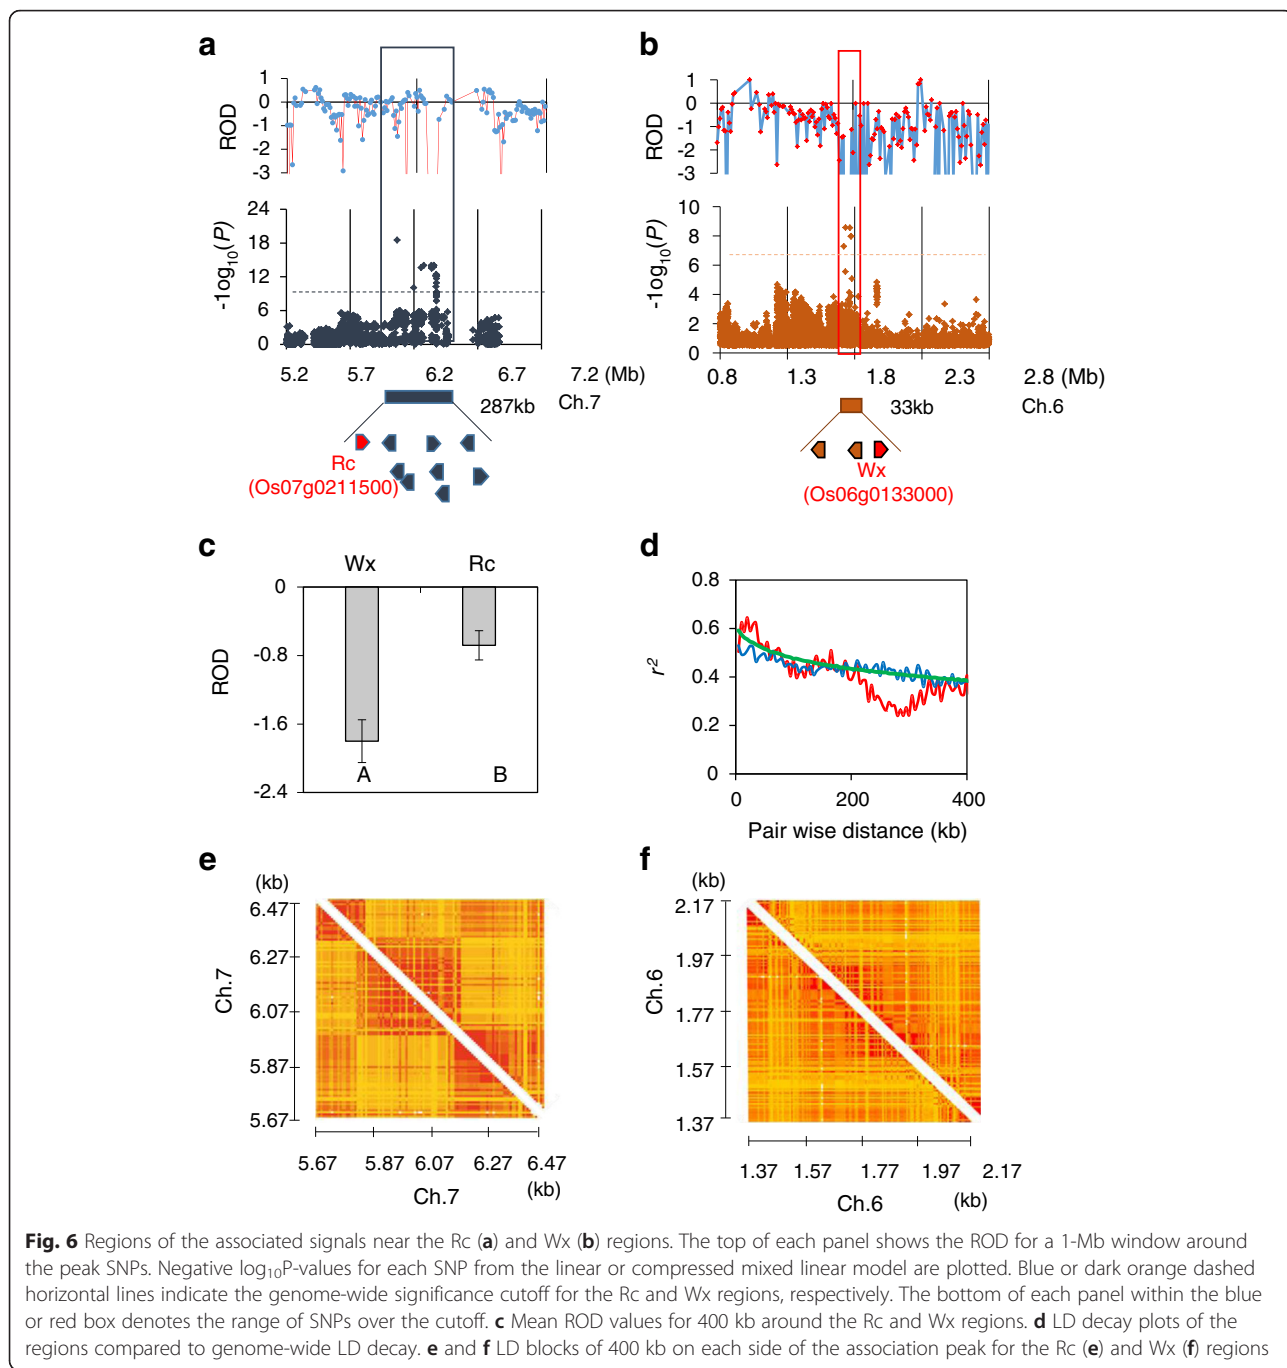 a
b
1
0
-1
-2
-3
ROD
1
0
-1
-2
-3
ROD
24
18
12
6
0
-log10(P)
10
8
6
4
2
0
-log10(P)
5.2 5.7 6.2 6.7 7.2 (Mb)
0.8 1.3 1.8 2.3 2.8 (Mb)
287kb Ch.7
33kb Ch.6
Rc
(Os07g0211500)
Wx
(Os06g0133000)
c
Wx Rc
0
-0.8
-1.6
-2.4
ROD
A B
d
0.8
0.6
0.4
0.2
0
r2
0 200 400
Pair wise distance (kb)
e
(kb)
6.47
6.27
6.07
5.87
5.67
Ch.7
5.67 5.87 6.07 6.27 6.47
Ch.7 (kb)
f
(kb)
2.17
1.97
1.77
1.57
1.37
Ch.6
1.37 1.57 1.77 1.97 2.17
Ch.6 (kb)
Fig. 6 Regions of the associated signals near the Rc (a) and Wx (b) regions. The top of each panel shows the ROD for a 1-Mb window around
the peak SNPs. Negative log10P-values for each SNP from the linear or compressed mixed linear model are plotted. Blue or dark orange dashed
horizontal lines indicate the genome-wide significance cutoff for the Rc and Wx regions, respectively. The bottom of each panel within the blue
or red box denotes the range of SNPs over the cutoff. c Mean ROD values for 400 kb around the Rc and Wx regions. d LD decay plots of the
regions compared to genome-wide LD decay. e and f LD blocks of 400 kb on each side of the association peak for the Rc (e) and Wx (f) regions